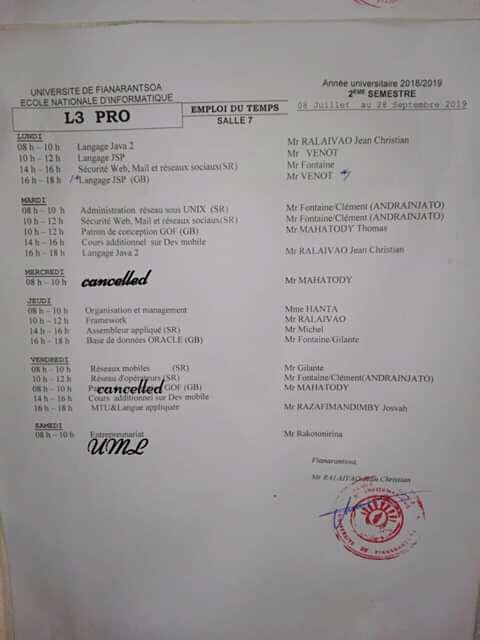 UNIVERSITE DE FIANARANTSOA
ECOLE NATIONALE D'INFORMATIQUE
Année universitaire 2018/2019
2EME SEMESTRE
L3 PRO
EMPLOI DU TEMPS
SALLE 7
08 Juillet au 28 Septembre 2019
LUNDI
08 h – 10 h Langage Java 2 Mr RALAIVAO Jean Christian
10 h – 12 h Langage JSP Mr VENOT
14 h – 16 h Sécurité Web, Mail et réseaux sociaux(SR) Mr Fontaine
16 h – 18 h Langage JSP (GB) Mr VENOT
MARDI
08 h – 10 h Administration réseau sous UNIX (SR) Mr Fontaine/Clément (ANDRAINJATO)
10 h – 12 h Sécurité Web, Mail et réseaux sociaux(SR) Mr Fontaine/Clément (ANDRAINJATO)
10 h – 12 h Patron de conception GOF (GB) Mr MAHATODY Thomas
14 h – 16 h Cours additionnel sur Dev mobile
16 h – 18 h Langage Java 2 Mr RALAIVAO Jean Christian
MERCREDI
08 h – 10 h cancelled Mr MAHATODY
JEUDI
08 h – 10 h Organisation et management Mme HANTA
10 h – 12 h Framework Mr RALAIVAO
14 h – 16 h Assembleur appliqué (SR) Mr Michel
16 h – 18 h Base de données ORACLE (GB) Mr Fontaine/Gilante
VENDREDI
08 h – 10 h Réseaux mobiles (SR) Mr Gilante
10 h – 12 h Réseau d'opérateurs (SR) Mr Fontaine/Clément(ANDRAINJATO)
08 h – 10 h cancelled GOF (GB) Mr MAHATODY
14 h – 16 h Cours additionnel sur Dev mobile
16 h – 18 h MTU&Langue appliquée Mr RAZAFIMANDIMBY Josvah
SAMEDI
08 h – 10 h Entrepreunariat Mr Rakotonirina
UML
Fianarantsoa,
Mr RALAIVAO Jean Christian